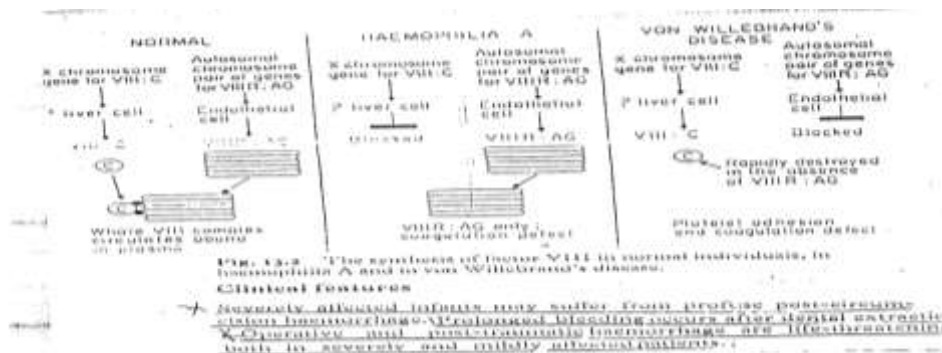 NORMAL
X chromosome
gene for VIII:C
? liver cell
VIII:C
C
Autosomal
chromosome
pair of genes
for VIIIR:AG
Endothelial
cell
Whole VIII complex
circulates bound
in plasma
HAEMOPHILIA A
X chromosome
gene for VIII:C
? liver cell
Blocked
Autosomal
chromosome
pair of genes
for VIIIR:AG
Endothelial
cell
VIIIR:AG
VIIIR:AG only;
coagulation defect
VON WILLEBRAND'S
DISEASE
X chromosome
gene for VIII:C
? liver cell
VIII:C
C
Rapidly destroyed
in the absence
of VIIIR:AG
Autosomal
chromosome
pair of genes
for VIIIR:AG
Endothelial
cell
Blocked
Platelet adhesion
and coagulation defect
Fig. 13.2 The synthesis of factor VIII in normal individuals, in
haemophilia A and in von Willebrand's disease.
Clinical features
Severely affected infants may suffer from profuse post-circum-
cision haemorrhage. Prolonged bleeding occurs after dental extractio
Operative and post-traumatic haemorrhage are life-threatenin
both in severely and mildly affected patients.